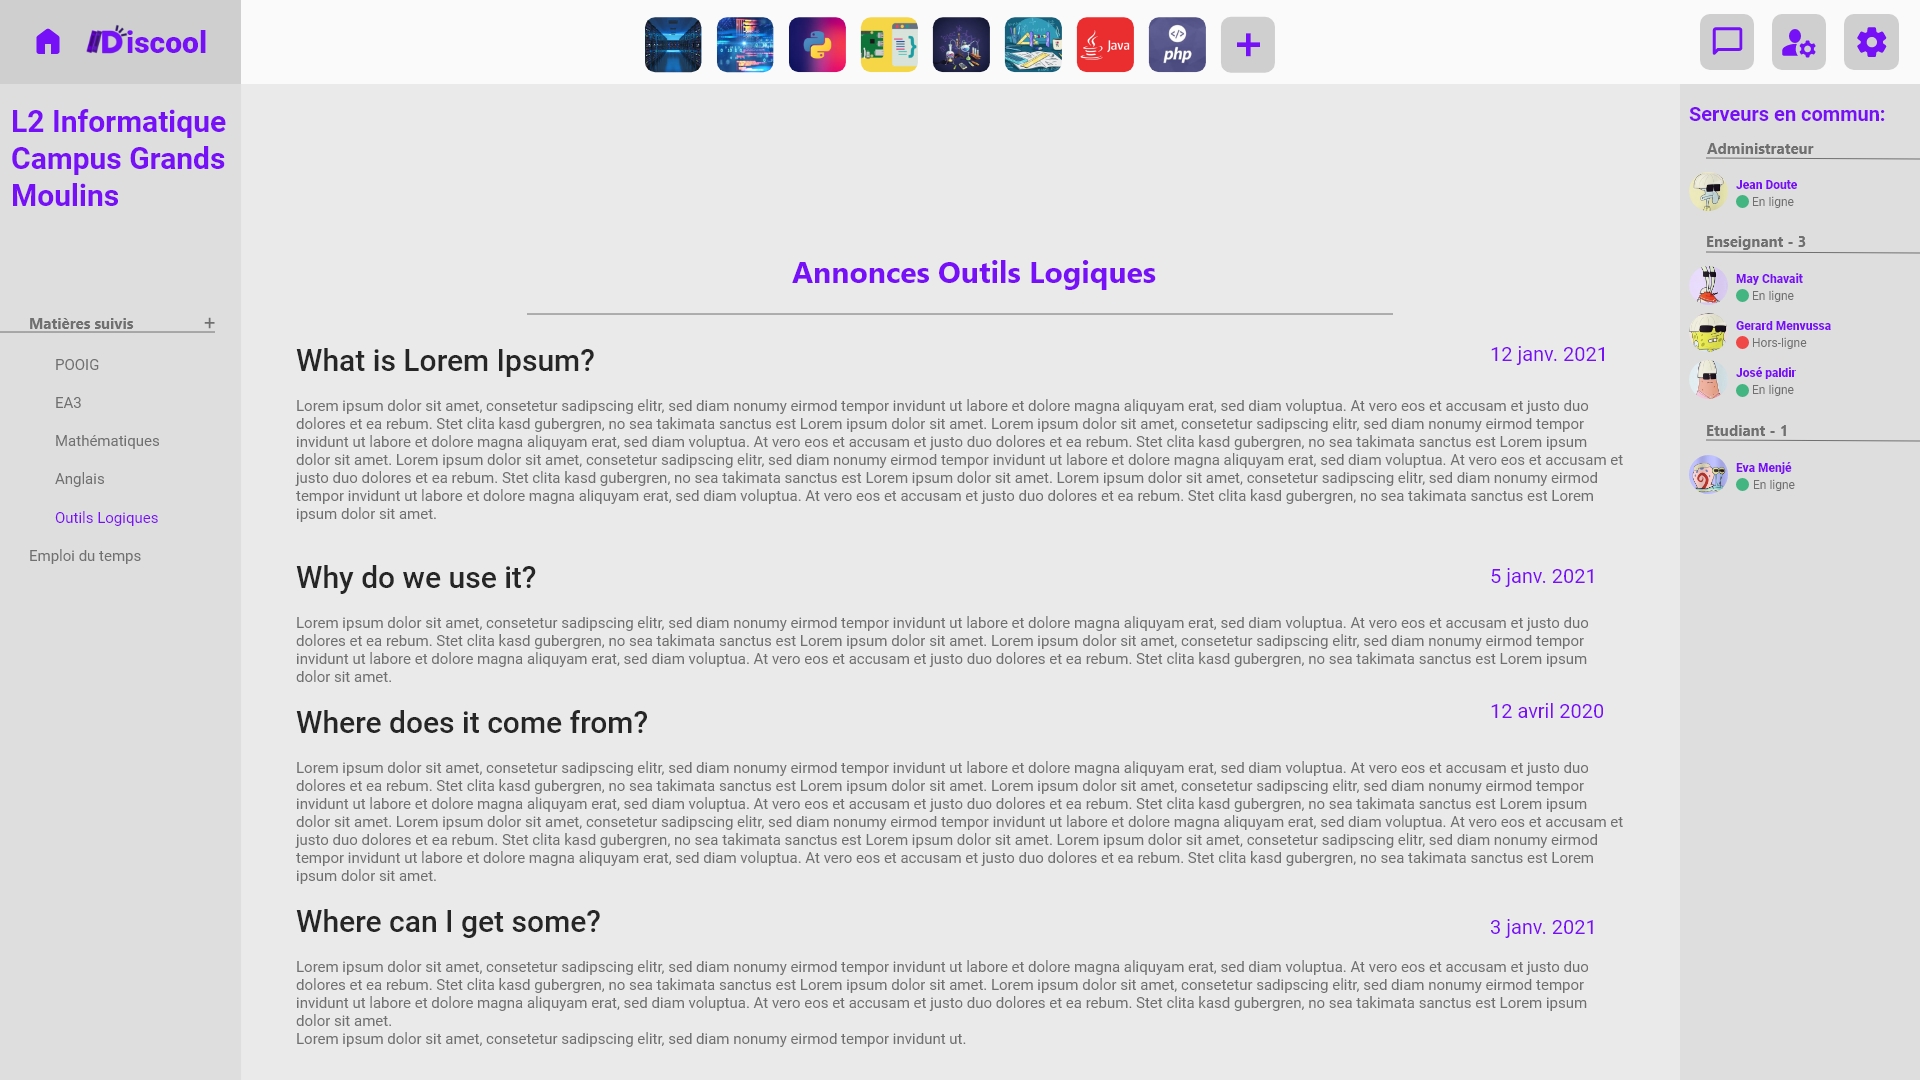 Discool
Java
php
L2 Informatique
Campus Grands
Moulins
Matières suivis +
POOIG
EA3
Mathématiques
Anglais
Outils Logiques
Emploi du temps
Annonces Outils Logiques
What is Lorem Ipsum?
12 janv. 2021
Lorem ipsum dolor sit amet, consetetur sadipscing elitr, sed diam nonumy eirmod tempor invidunt ut labore et dolore magna aliquyam erat, sed diam voluptua. At vero eos et accusam et justo duo
dolores et ea rebum. Stet clita kasd gubergren, no sea takimata sanctus est Lorem ipsum dolor sit amet. Lorem ipsum dolor sit amet, consetetur sadipscing elitr, sed diam nonumy eirmod tempor
invidunt ut labore et dolore magna aliquyam erat, sed diam voluptua. At vero eos et accusam et justo duo dolores et ea rebum. Stet clita kasd gubergren, no sea takimata sanctus est Lorem ipsum
dolor sit amet. Lorem ipsum dolor sit amet, consetetur sadipscing elitr, sed diam nonumy eirmod tempor invidunt ut labore et dolore magna aliquyam erat, sed diam voluptua. At vero eos et accusam et
justo duo dolores et ea rebum. Stet clita kasd gubergren, no sea takimata sanctus est Lorem ipsum dolor sit amet. Lorem ipsum dolor sit amet, consetetur sadipscing elitr, sed diam nonumy eirmod
tempor invidunt ut labore et dolore magna aliquyam erat, sed diam voluptua. At vero eos et accusam et justo duo dolores et ea rebum. Stet clita kasd gubergren, no sea takimata sanctus est Lorem
ipsum dolor sit amet.
Why do we use it?
5 janv. 2021
Lorem ipsum dolor sit amet, consetetur sadipscing elitr, sed diam nonumy eirmod tempor invidunt ut labore et dolore magna aliquyam erat, sed diam voluptua. At vero eos et accusam et justo duo
dolores et ea rebum. Stet clita kasd gubergren, no sea takimata sanctus est Lorem ipsum dolor sit amet. Lorem ipsum dolor sit amet, consetetur sadipscing elitr, sed diam nonumy eirmod tempor
invidunt ut labore et dolore magna aliquyam erat, sed diam voluptua. At vero eos et accusam et justo duo dolores et ea rebum. Stet clita kasd gubergren, no sea takimata sanctus est Lorem ipsum
dolor sit amet.
Where does it come from?
12 avril 2020
Lorem ipsum dolor sit amet, consetetur sadipscing elitr, sed diam nonumy eirmod tempor invidunt ut labore et dolore magna aliquyam erat, sed diam voluptua. At vero eos et accusam et justo duo
dolores et ea rebum. Stet clita kasd gubergren, no sea takimata sanctus est Lorem ipsum dolor sit amet. Lorem ipsum dolor sit amet, consetetur sadipscing elitr, sed diam nonumy eirmod tempor
invidunt ut labore et dolore magna aliquyam erat, sed diam voluptua. At vero eos et accusam et justo duo dolores et ea rebum. Stet clita kasd gubergren, no sea takimata sanctus est Lorem ipsum
dolor sit amet. Lorem ipsum dolor sit amet, consetetur sadipscing elitr, sed diam nonumy eirmod tempor invidunt ut labore et dolore magna aliquyam erat, sed diam voluptua. At vero eos et accusam et
justo duo dolores et ea rebum. Stet clita kasd gubergren, no sea takimata sanctus est Lorem ipsum dolor sit amet. Lorem ipsum dolor sit amet, consetetur sadipscing elitr, sed diam nonumy eirmod
tempor invidunt ut labore et dolore magna aliquyam erat, sed diam voluptua. At vero eos et accusam et justo duo dolores et ea rebum. Stet clita kasd gubergren, no sea takimata sanctus est Lorem
ipsum dolor sit amet.
Where can I get some?
3 janv. 2021
Lorem ipsum dolor sit amet, consetetur sadipscing elitr, sed diam nonumy eirmod tempor invidunt ut labore et dolore magna aliquyam erat, sed diam voluptua. At vero eos et accusam et justo duo
dolores et ea rebum. Stet clita kasd gubergren, no sea takimata sanctus est Lorem ipsum dolor sit amet. Lorem ipsum dolor sit amet, consetetur sadipscing elitr, sed diam nonumy eirmod tempor
invidunt ut labore et dolore magna aliquyam erat, sed diam voluptua. At vero eos et accusam et justo duo dolores et ea rebum. Stet clita kasd gubergren, no sea takimata sanctus est Lorem ipsum
dolor sit amet.
Lorem ipsum dolor sit amet, consetetur sadipscing elitr, sed diam nonumy eirmod tempor invidunt ut.
Serveurs en commun:
Administrateur
Jean Doute
En ligne
Enseignant - 3
May Chavait
En ligne
Gerard Menvussa
Hors-ligne
José paldir
En ligne
Etudiant - 1
Eva Menjé
En ligne